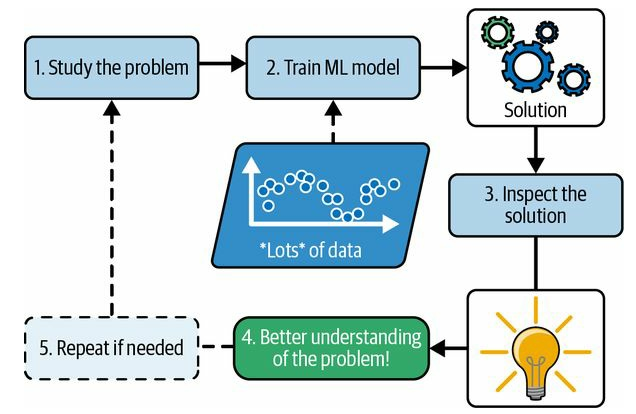 1. Study the problem
2. Train ML model
Solution
*Lots* of data
3. Inspect the
solution
4. Better understanding
of the problem!
5. Repeat if needed